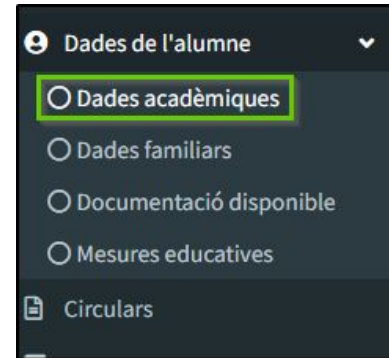 Dades de l'alumne
Dades acadèmiques
Dades familiars
Documentació disponible
Mesures educatives
Circulars